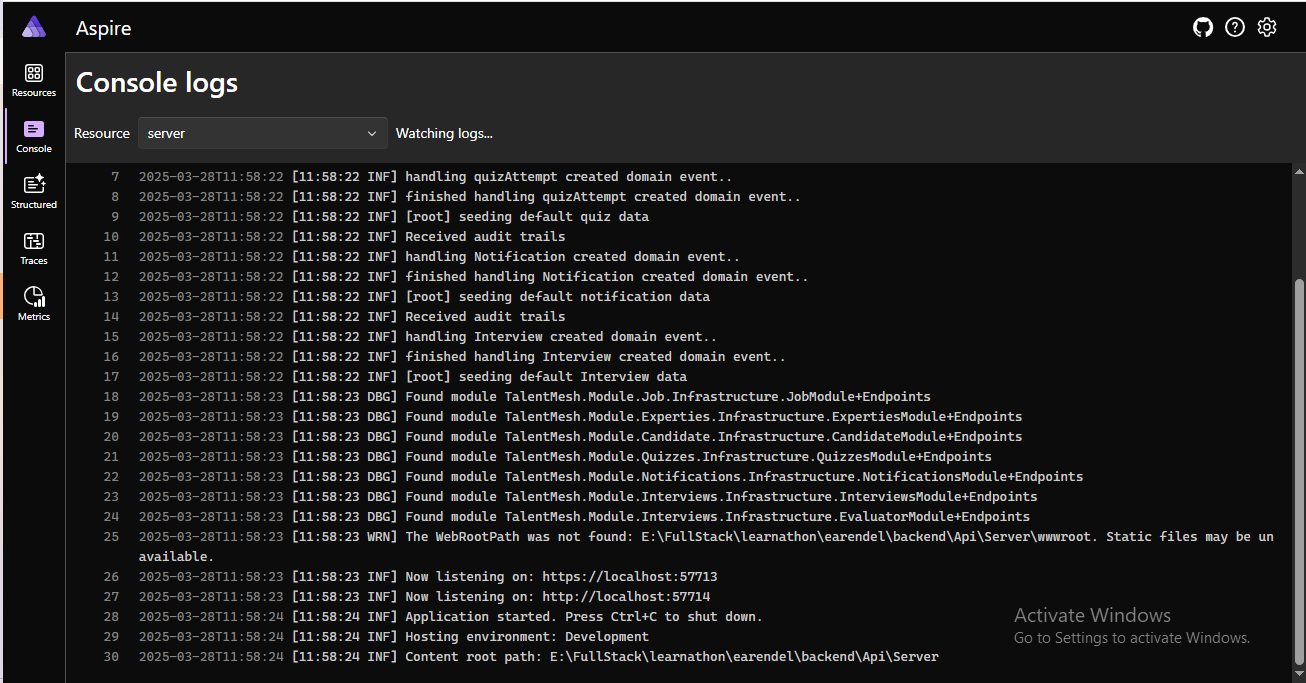 Aspire
Resources
Console
Structured
Traces
Metrics
Console logs
Resource server Watching logs...
7 2025-03-28T11:58:22 [11:58:22 INF] handling quizAttempt created domain event..
8 2025-03-28T11:58:22 [11:58:22 INF] finished handling quizAttempt created domain event..
9 2025-03-28T11:58:22 [11:58:22 INF] [root] seeding default quiz data
10 2025-03-28T11:58:22 [11:58:22 INF] Received audit trails
11 2025-03-28T11:58:22 [11:58:22 INF] handling Notification created domain event..
12 2025-03-28T11:58:22 [11:58:22 INF] finished handling Notification created domain event..
13 2025-03-28T11:58:22 [11:58:22 INF] [root] seeding default notification data
14 2025-03-28T11:58:22 [11:58:22 INF] Received audit trails
15 2025-03-28T11:58:22 [11:58:22 INF] handling Interview created domain event..
16 2025-03-28T11:58:22 [11:58:22 INF] finished handling Interview created domain event..
17 2025-03-28T11:58:22 [11:58:22 INF] [root] seeding default Interview data
18 2025-03-28T11:58:23 [11:58:23 DBG] Found module TalentMesh.Module.Job.Infrastructure.JobModule+Endpoints
19 2025-03-28T11:58:23 [11:58:23 DBG] Found module TalentMesh.Module.Experties.Infrastructure.ExpertiesModule+Endpoints
20 2025-03-28T11:58:23 [11:58:23 DBG] Found module TalentMesh.Module.Candidate.Infrastructure.CandidateModule+Endpoints
21 2025-03-28T11:58:23 [11:58:23 DBG] Found module TalentMesh.Module.Quizzes.Infrastructure.QuizzesModule+Endpoints
22 2025-03-28T11:58:23 [11:58:23 DBG] Found module TalentMesh.Module.Notifications.Infrastructure.NotificationsModule+Endpoints
23 2025-03-28T11:58:23 [11:58:23 DBG] Found module TalentMesh.Module.Interviews.Infrastructure.InterviewsModule+Endpoints
24 2025-03-28T11:58:23 [11:58:23 DBG] Found module TalentMesh.Module.Interviews.Infrastructure.EvaluatorModule+Endpoints
25 2025-03-28T11:58:23 [11:58:23 WRN] The WebRootPath was not found: E:\FullStack\learnathon\earendel\backend\Api\Server\wwwroot. Static files may be un
available.
26 2025-03-28T11:58:23 [11:58:23 INF] Now listening on: https://localhost:57713
27 2025-03-28T11:58:23 [11:58:23 INF] Now listening on: http://localhost:57714
28 2025-03-28T11:58:24 [11:58:24 INF] Application started. Press Ctrl+C to shut down.
29 2025-03-28T11:58:24 [11:58:24 INF] Hosting environment: Development
30 2025-03-28T11:58:24 [11:58:24 INF] Content root path: E:\FullStack\learnathon\earendel\backend\Api\Server
Activate Windows
Go to Settings to activate Windows.